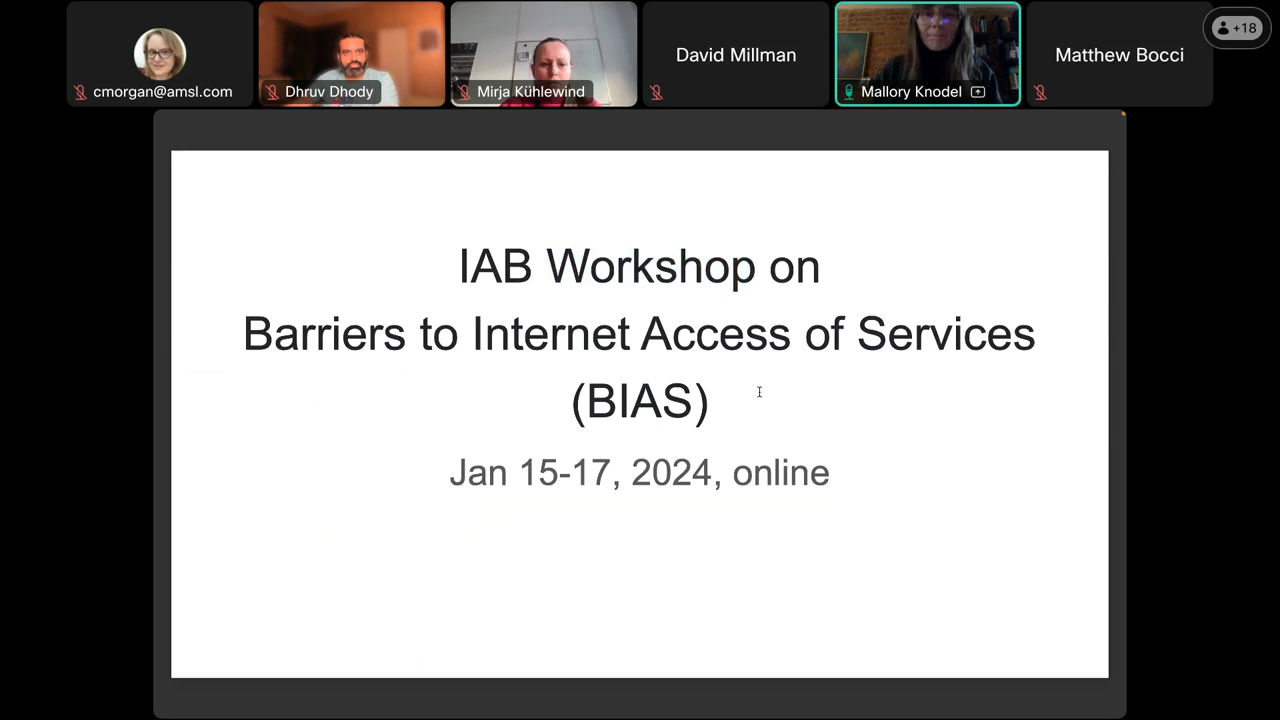 cmorgan@amsl.com
Dhruv Dhody
Mirja Kühlewind
David Millman
Mallory Knodel
Matthew Bocci
+18
IAB Workshop on
Barriers to Internet Access of Services
(BIAS)
Jan 15-17, 2024, online